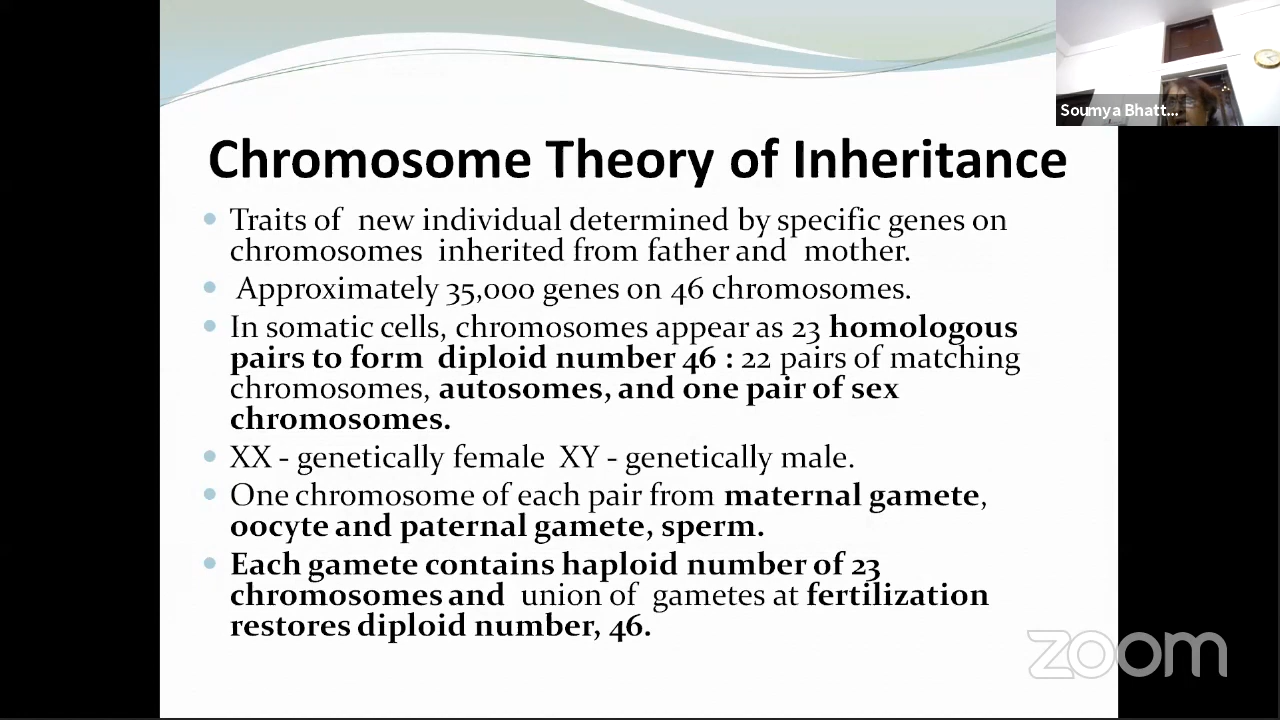 Soumya Bhatt...
Chromosome Theory of Inheritance
• Traits of new individual determined by specific genes on
chromosomes inherited from father and mother.
• Approximately 35,000 genes on 46 chromosomes.
• In somatic cells, chromosomes appear as 23 homologous
pairs to form diploid number 46 : 22 pairs of matching
chromosomes, autosomes, and one pair of sex
chromosomes.
• XX - genetically female XY - genetically male.
• One chromosome of each pair from maternal gamete,
oocyte and paternal gamete, sperm.
• Each gamete contains haploid number of 23
chromosomes and union of gametes at fertilization
restores diploid number, 46.
zoom